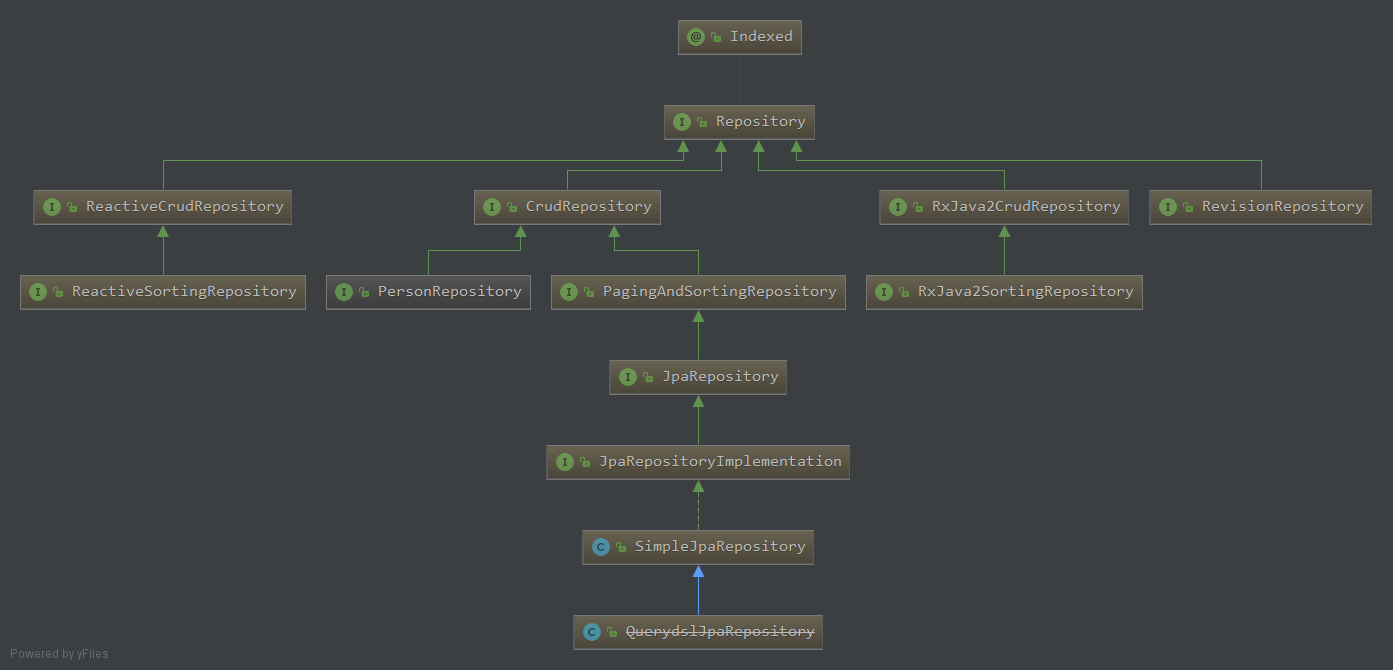 Indexed
Repository
ReactiveCrudRepository
CrudRepository
RxJava2CrudRepository
RevisionRepository
ReactiveSortingRepository
PersonRepository
PagingAndSortingRepository
RxJava2SortingRepository
JpaRepository
JpaRepositoryImplementation
SimpleJpaRepository
QuerydslJpaRepository
Powered by yFiles